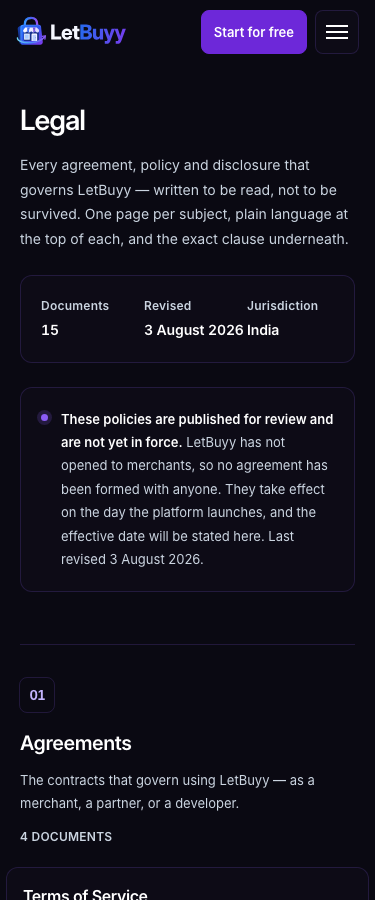 LetBuyy
Start for free
Legal
Every agreement, policy and disclosure that
governs LetBuyy — written to be read, not to be
survived. One page per subject, plain language at
the top of each, and the exact clause underneath.
Documents
15
Revised
3 August 2026
Jurisdiction
India
These policies are published for review and
are not yet in force. LetBuyy has not
opened to merchants, so no agreement has
been formed with anyone. They take effect
on the day the platform launches, and the
effective date will be stated here. Last
revised 3 August 2026.
01
Agreements
The contracts that govern using LetBuyy — as a
merchant, a partner, or a developer.
4 DOCUMENTS
Terms of Service